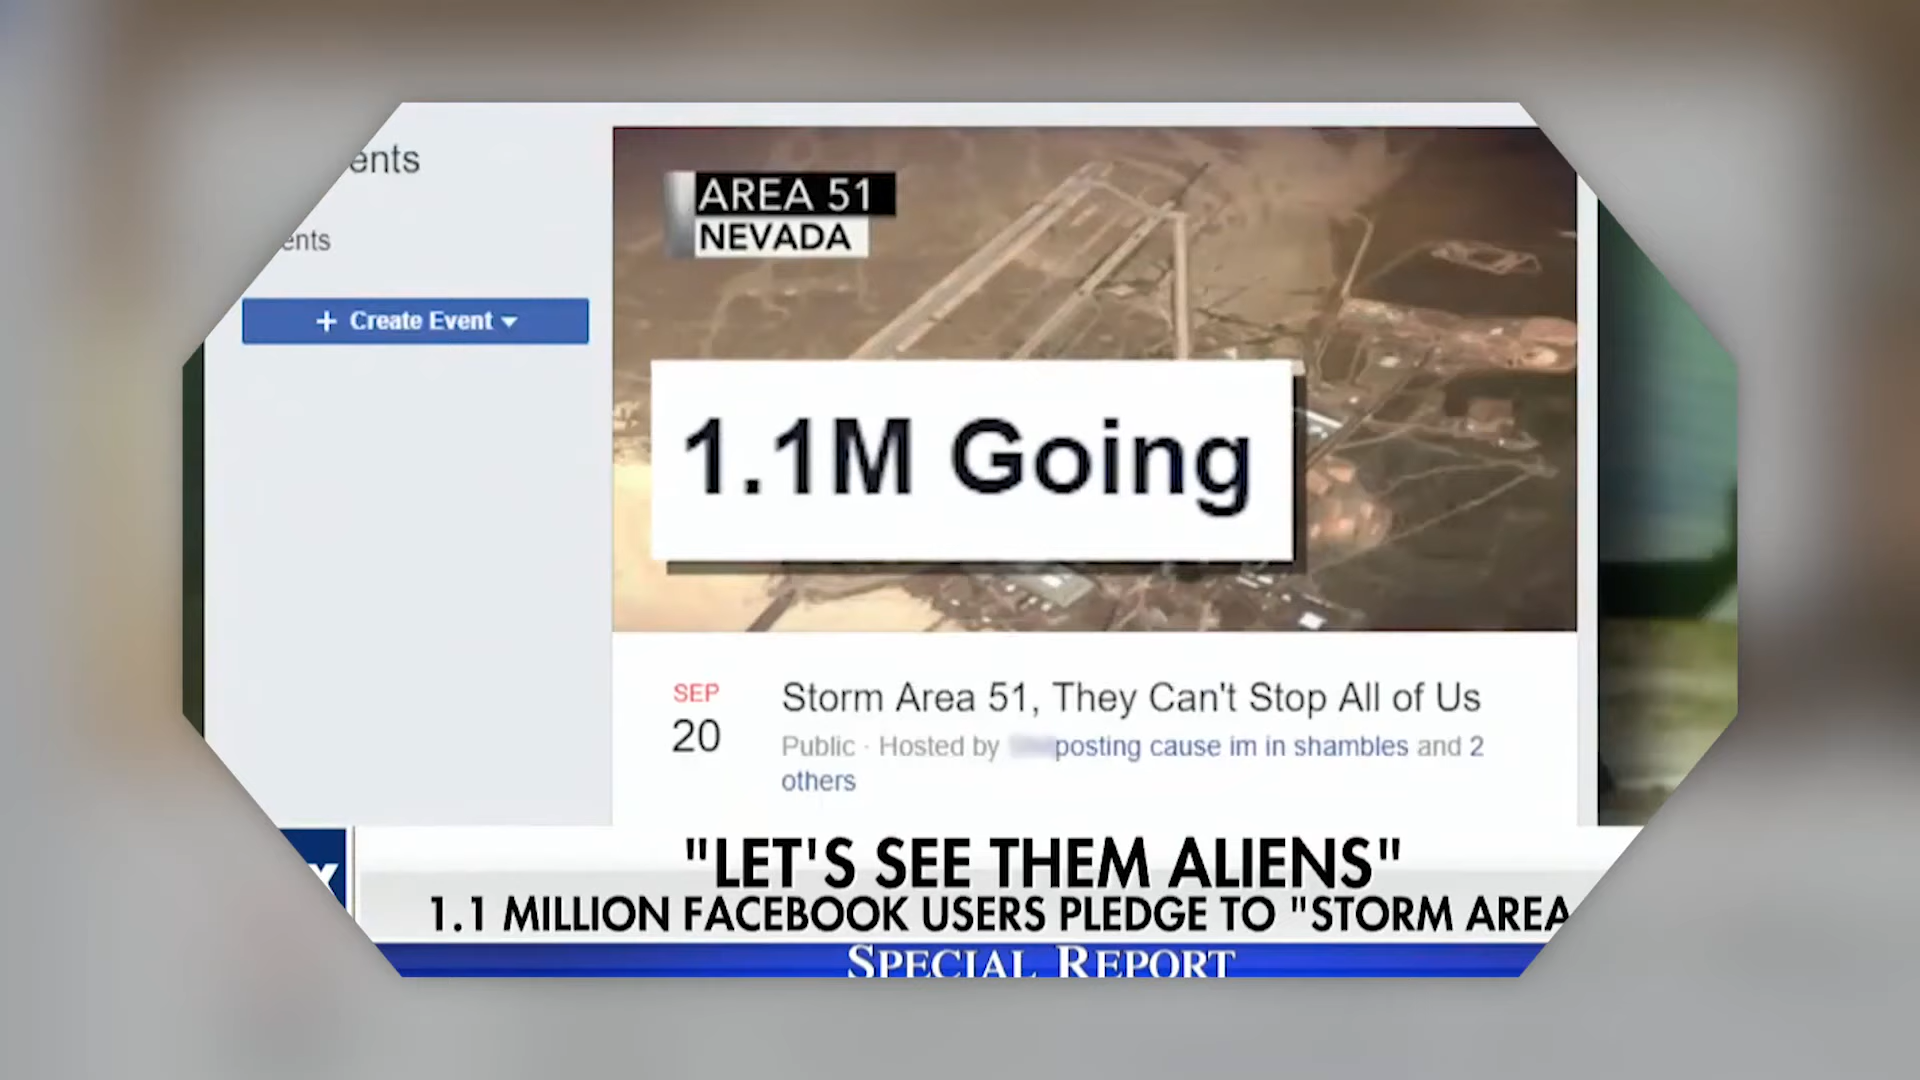 ents
ents
+ Create Event
AREA 51
NEVADA
1.1M Going
SEP
20
Storm Area 51, They Can't Stop All of Us
Public · Hosted by posting cause im in shambles and 2
others
X
"LET'S SEE THEM ALIENS"
1.1 MILLION FACEBOOK USERS PLEDGE TO "STORM AREA
SPECIAL REPORT